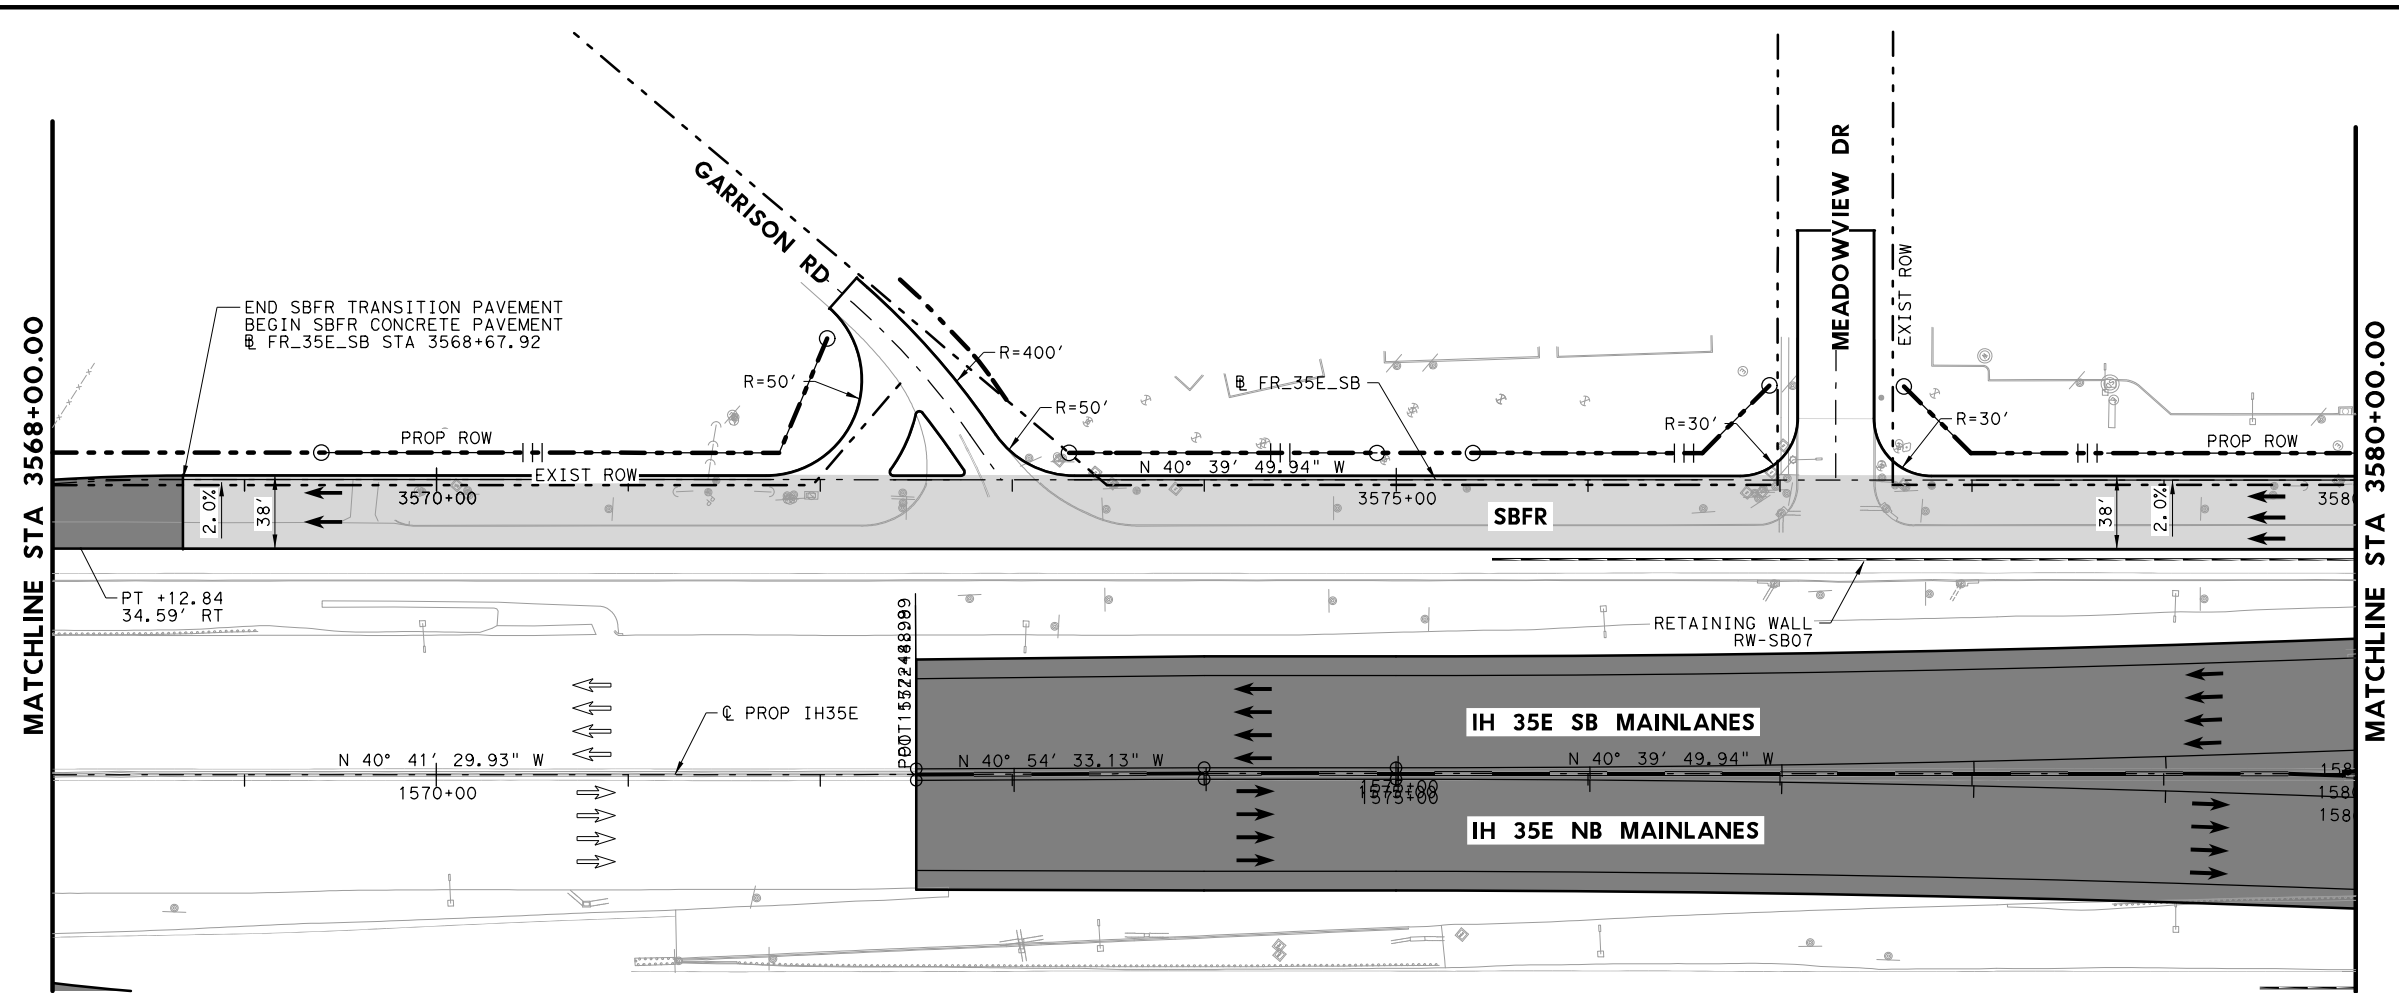 MATCHLINE STA 3568+00.00
GARRISON RD
MEADOWVIEW DR
EXIST ROW
END SBFR TRANSITION PAVEMENT
BEGIN SBFR CONCRETE PAVEMENT
℄ FR_35E_SB STA 3568+67.92
R=400'
R=50'
R=50'
℄ FR_35E_SB
R=30'
R=30'
PROP ROW
PROP ROW
EXIST ROW
N 40° 39' 49.94" W
3570+00
3575+00
2.0%
38'
SBFR
38'
2.0%
PT +12.84
34.59' RT
RETAINING WALL
RW-SB07
℄ PROP IH35E
IH 35E SB MAINLANES
N 40° 41' 29.93" W
N 40° 54' 33.13" W
N 40° 39' 49.94" W
1570+00
1575+00
IH 35E NB MAINLANES
MATCHLINE STA 3580+00.00